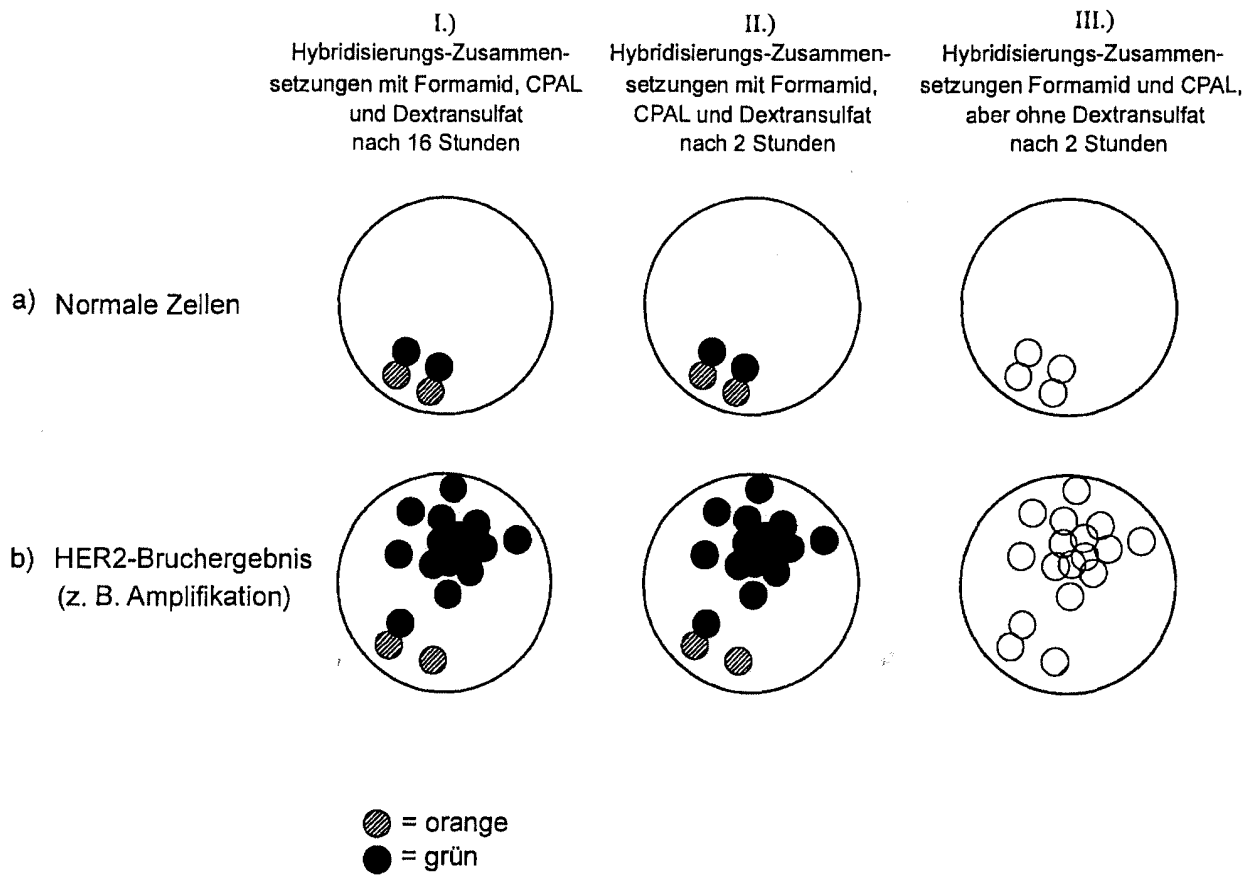 I.)
Hybridisierungs-Zusammen-
setzungen mit Formamid, CPAL
und Dextransulfat
nach 16 Stunden
II.)
Hybridisierungs-Zusammen-
setzungen mit Formamid,
CPAL und Dextransulfat
nach 2 Stunden
III.)
Hybridisierungs-Zusammen-
setzungen Formamid und CPAL,
aber ohne Dextransulfat
nach 2 Stunden
a) Normale Zellen
b) HER2-Bruchergebnis
(z. B. Amplifikation)
= orange
= grün